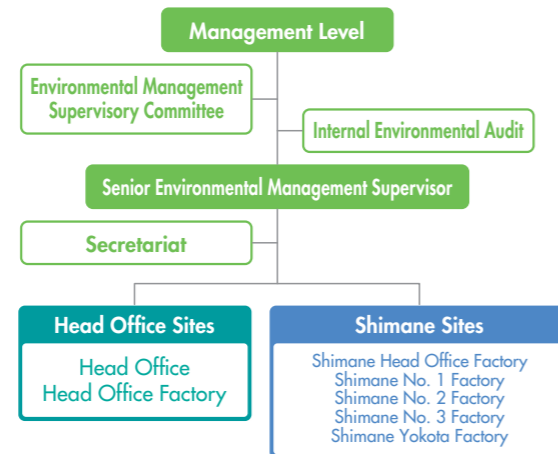 Management Level
Environmental Management
Supervisory Committee
Internal Environmental Audit
Senior Environmental Management Supervisor
Secretariat
Head Office Sites
Head Office
Head Office Factory
Shimane Sites
Shimane Head Office Factory
Shimane No. 1 Factory
Shimane No. 2 Factory
Shimane No. 3 Factory
Shimane Yokota Factory